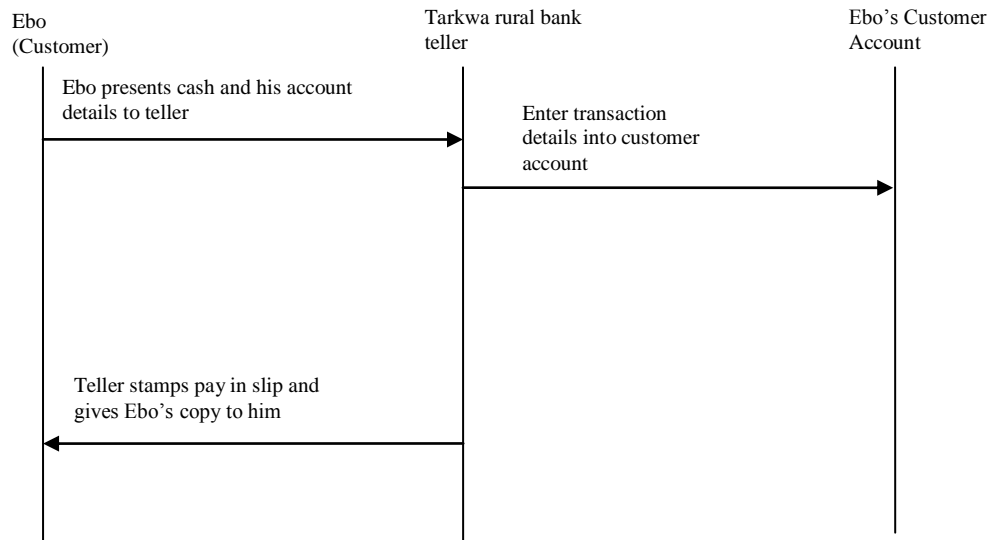 Ebo
(Customer)
Tarkwa rural bank
teller
Ebo’s Customer
Account
Ebo presents cash and his account
details to teller
Enter transaction
details into customer
account
Teller stamps pay in slip and
gives Ebo’s copy to him